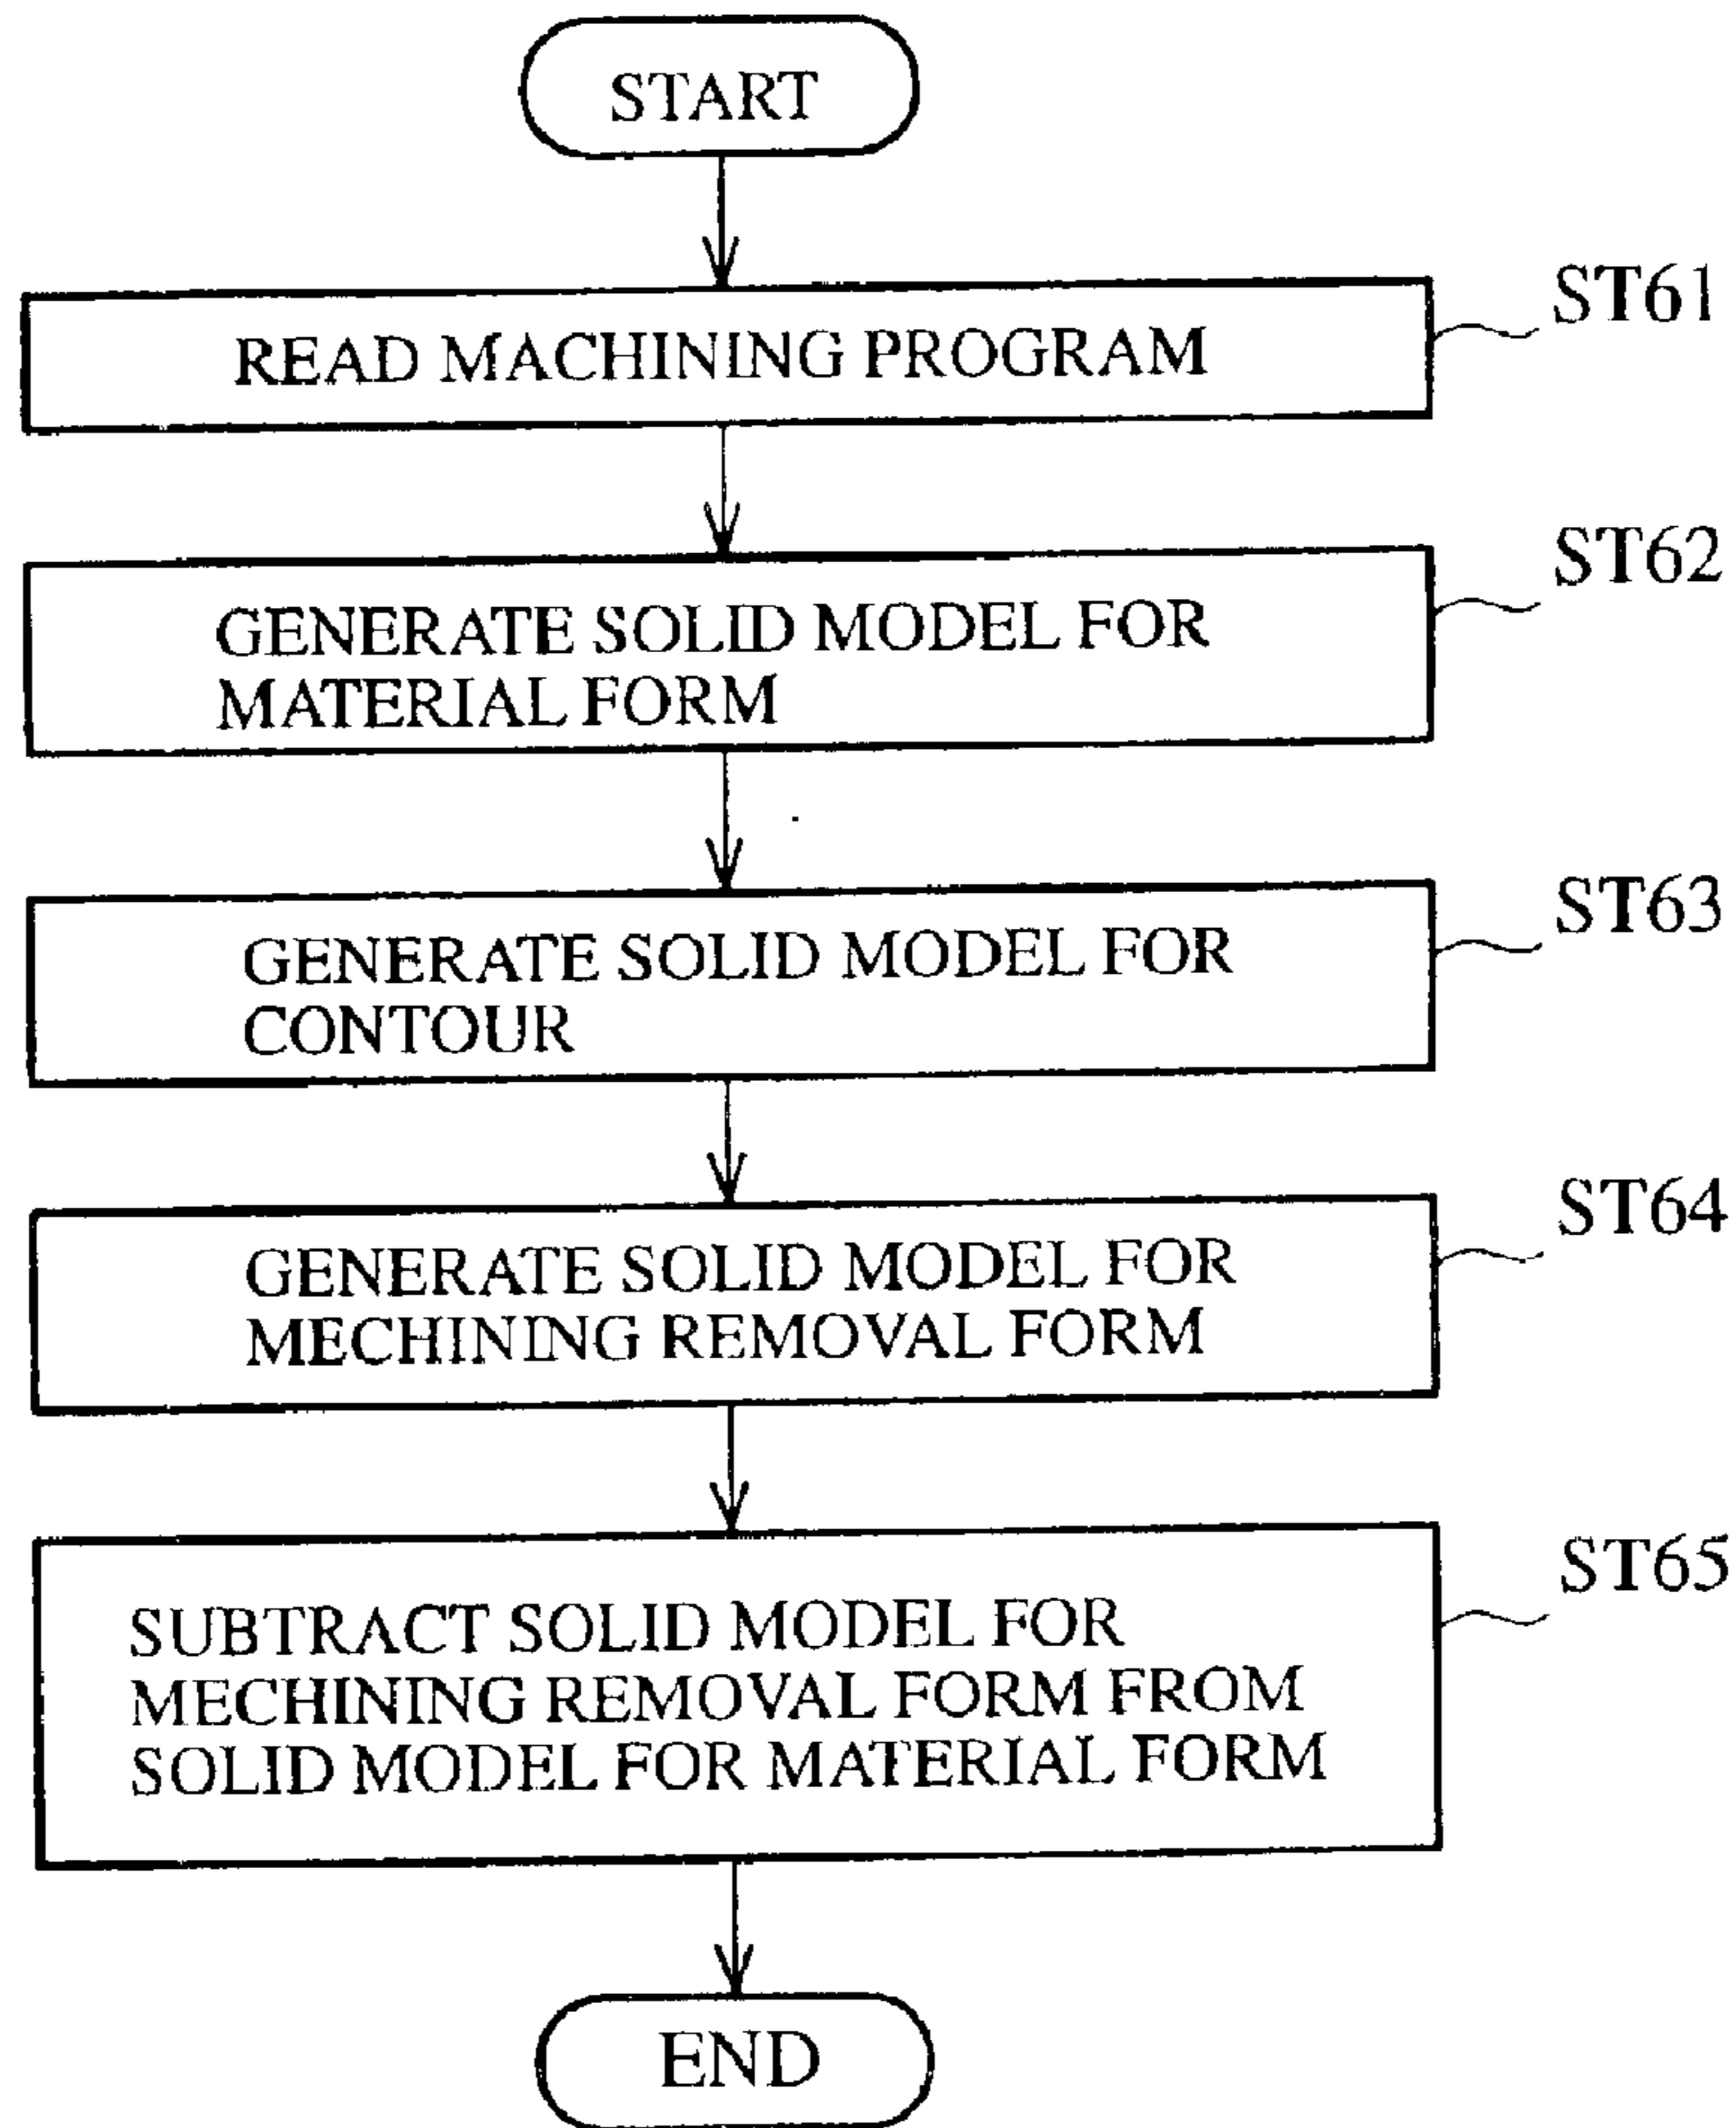 START
READ MACHINING PROGRAM
ST61
GENERATE SOLID MODEL FOR
MATERIAL FORM
ST62
GENERATE SOLID MODEL FOR
CONTOUR
ST63
GENERATE SOLID MODEL FOR
MECHINING REMOVAL FORM
ST64
SUBTRACT SOLID MODEL FOR
MECHINING REMOVAL FORM FROM
SOLID MODEL FOR MATERIAL FORM
ST65
END